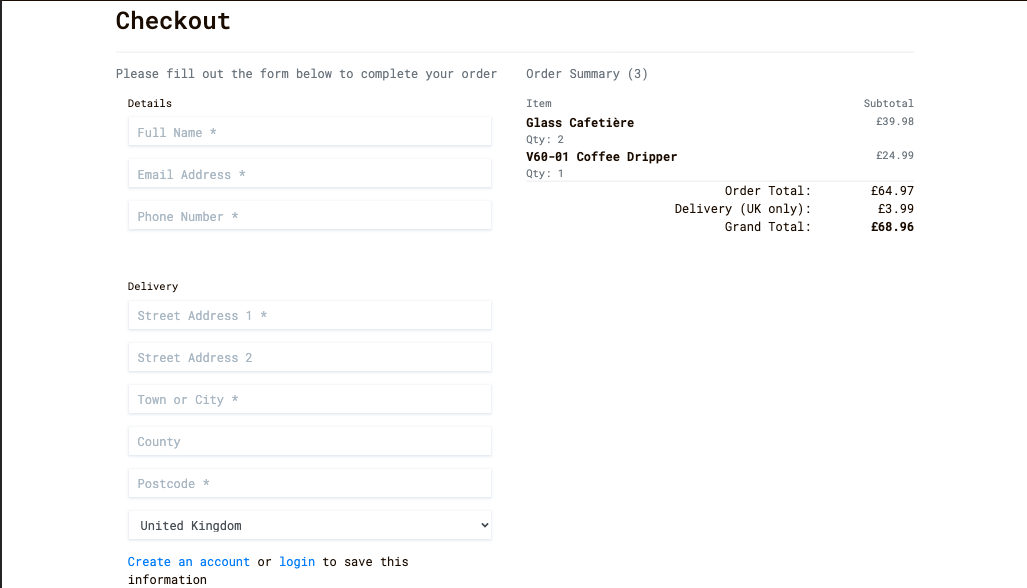 Checkout
Please fill out the form below to complete your order
Details
Full Name *
Email Address *
Phone Number *
Delivery
Street Address 1 *
Street Address 2
Town or City *
County
Postcode *
United Kingdom
Create an account or login to save this
information
Order Summary (3)
Item Subtotal
Glass Cafetière £39.98
Qty: 2
V60-01 Coffee Dripper £24.99
Qty: 1
Order Total: £64.97
Delivery (UK only): £3.99
Grand Total: £68.96